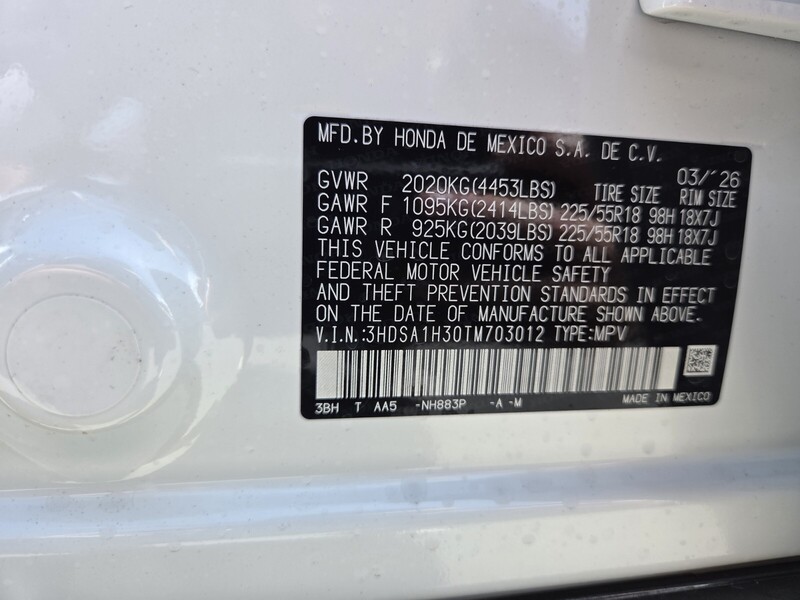 MFD.BY HONDA DE MEXICO S.A. DE C.V.
03/'26
GVWR 2020KG(4453LBS) TIRE SIZE RIM SIZE
GAWR F 1095KG(2414LBS) 225/55R18 98H 18X7J
GAWR R 925KG(2039LBS) 225/55R18 98H 18X7J
THIS VEHICLE CONFORMS TO ALL APPLICABLE
FEDERAL MOTOR VEHICLE SAFETY
AND THEFT PREVENTION STANDARDS IN EFFECT
ON THE DATE OF MANUFACTURE SHOWN ABOVE.
V.I.N.:3HDSA1H30TM703012 TYPE:MPV
3BH T AA5 -NH883P -A -M MADE IN MEXICO